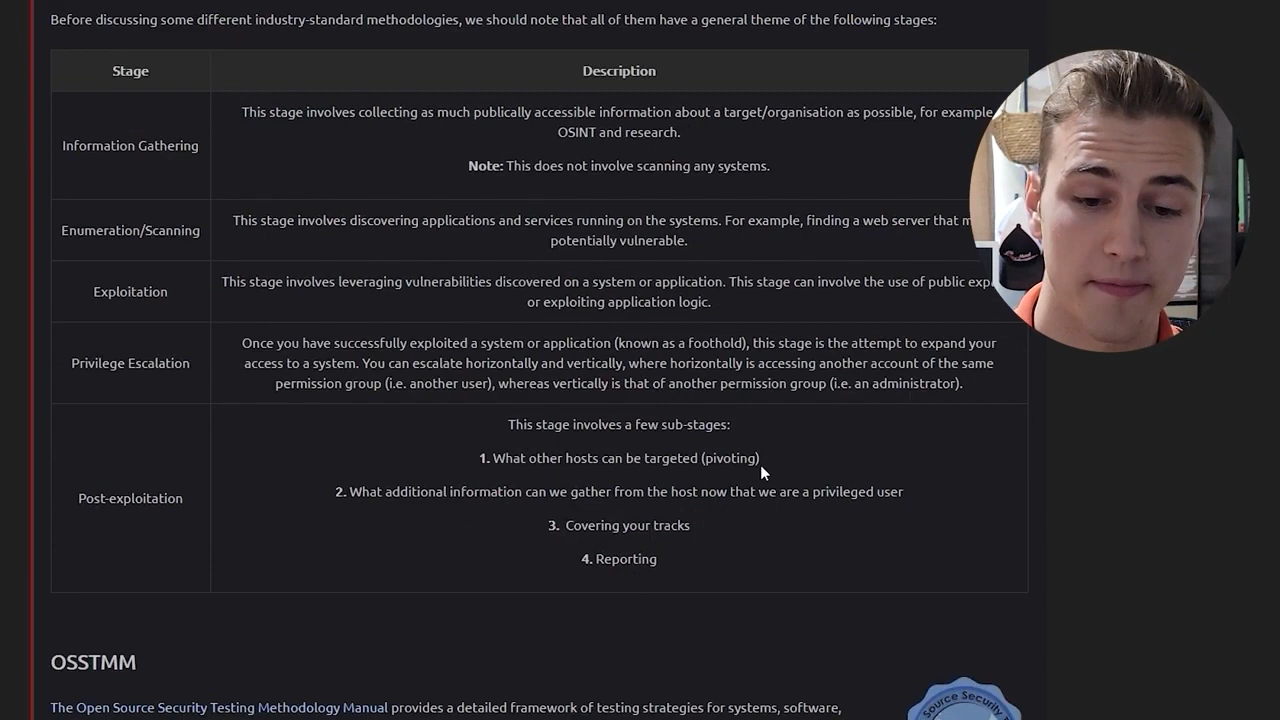 Before discussing some different industry-standard methodologies, we should note that all of them have a general theme of the following stages:
Stage
Description
Information Gathering
This stage involves collecting as much publically accessible information about a target/organisation as possible, for example,
OSINT and research.
Note: This does not involve scanning any systems.
Enumeration/Scanning
This stage involves discovering applications and services running on the systems. For example, finding a web server that
potentially vulnerable.
Exploitation
This stage involves leveraging vulnerabilities discovered on a system or application. This stage can involve the use of public
or exploiting application logic.
Privilege Escalation
Once you have successfully exploited a system or application (known as a foothold), this stage is the attempt to expand your
access to a system. You can escalate horizontally and vertically, where horizontally is accessing another account of the same
permission group (i.e. another user), whereas vertically is that of another permission group (i.e. an administrator).
Post-exploitation
This stage involves a few sub-stages:
1. What other hosts can be targeted (pivoting)
2. What additional information can we gather from the host now that we are a privileged user
3. Covering your tracks
4. Reporting
OSSTMM
The Open Source Security Testing Methodology Manual provides a detailed framework of testing strategies for systems, software,
Source Security